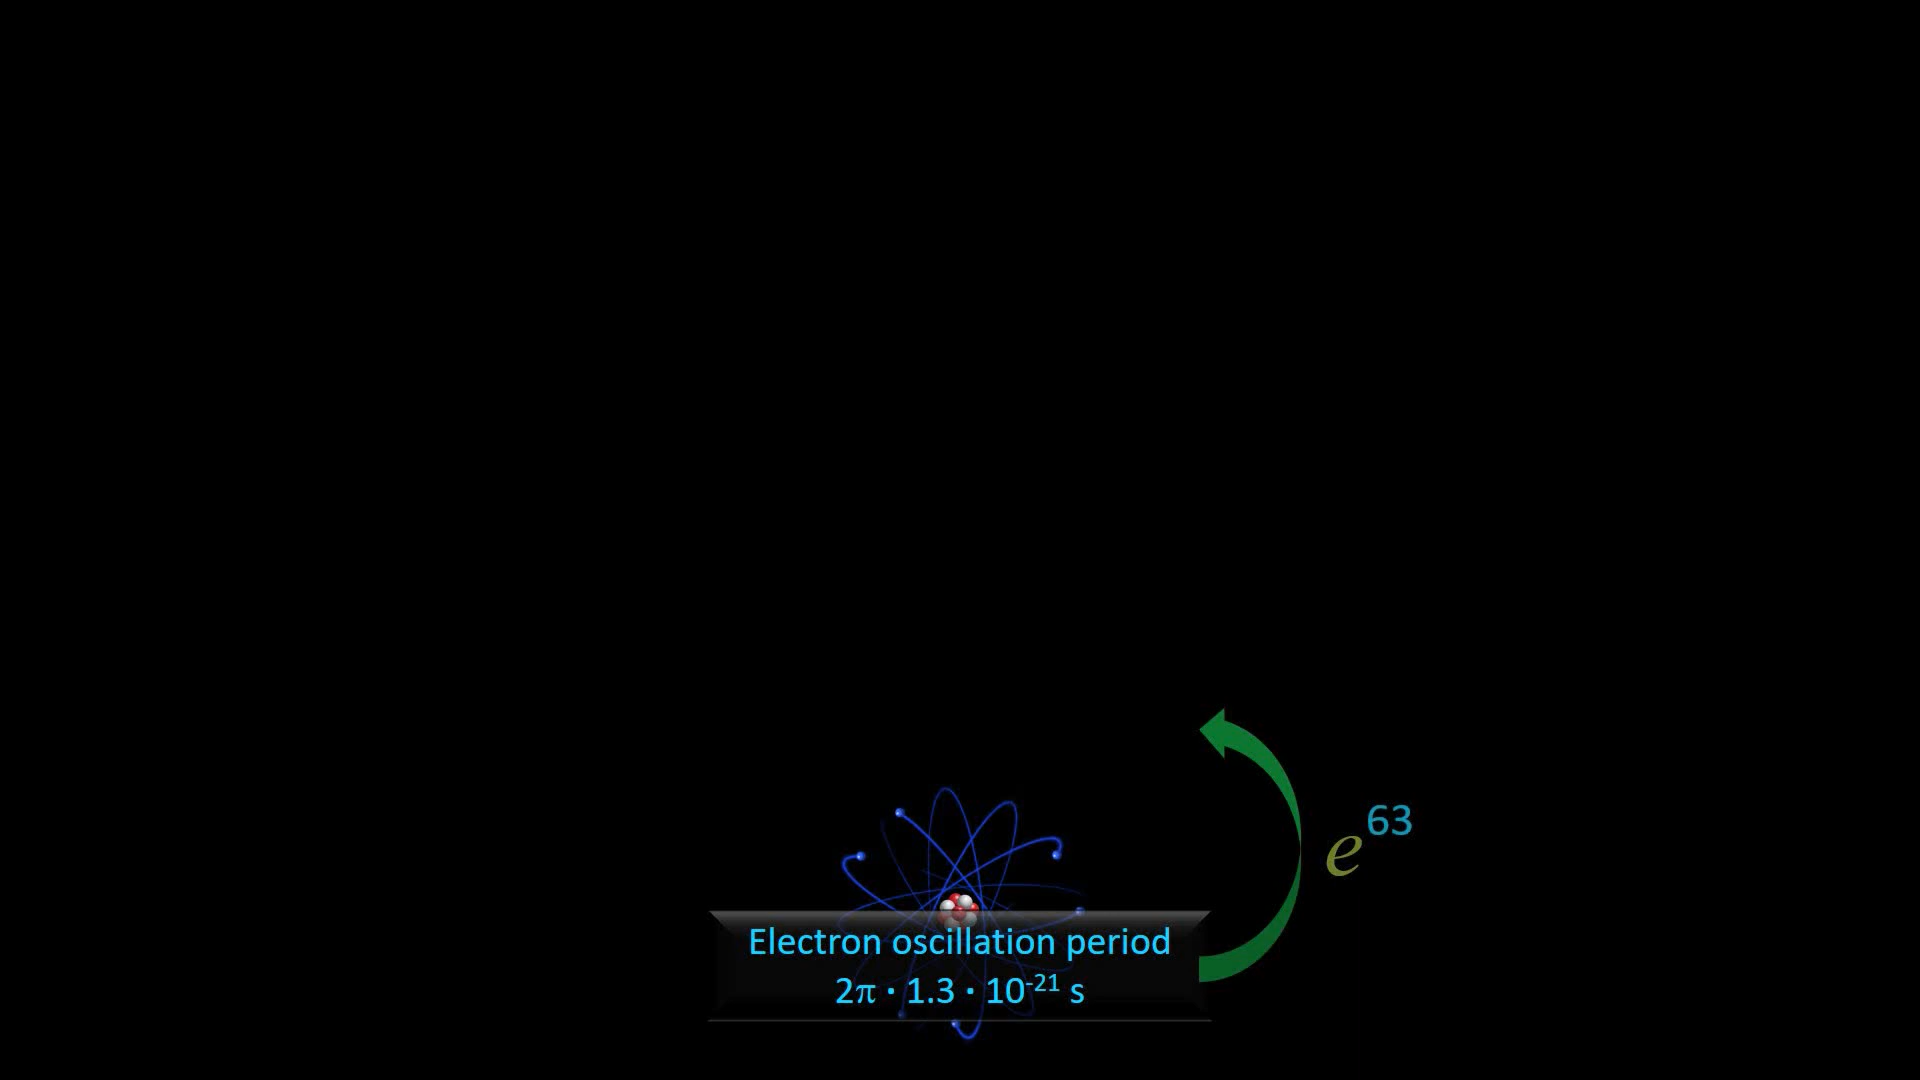 e⁶³
Electron oscillation period
2π · 1.3 · 10⁻²¹ s